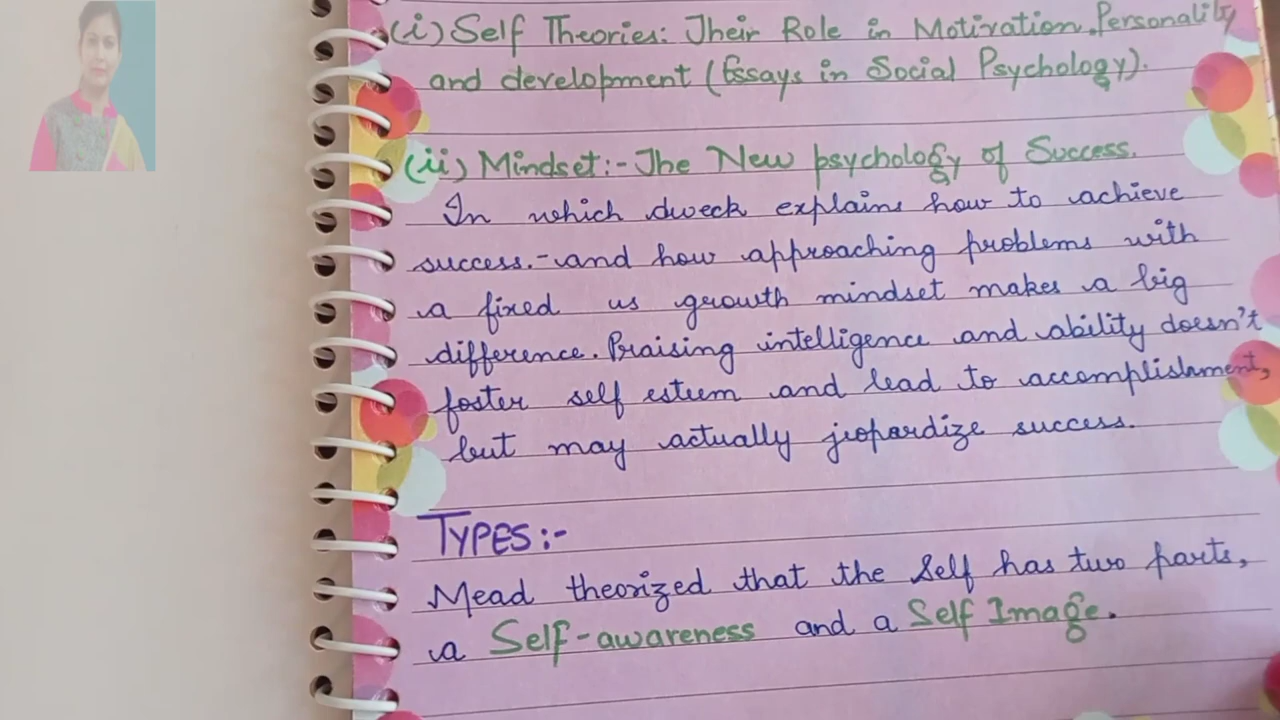 (i) Self Theories: Their Role in Motivation, Personality
and development (Essays in Social Psychology).
(ii) Mindset:- The New psychology of Success.
In which dweck explains how to achieve
success.- and how approaching problems with
a fixed us growth mindset makes a big
difference. Praising intelligence and ability doesn't
foster self esteem and lead to accomplishment,
but may actually jeopardize success.
TYPES:-
Mead theorized that the Self has two parts,
a Self-awareness and a Self Image.